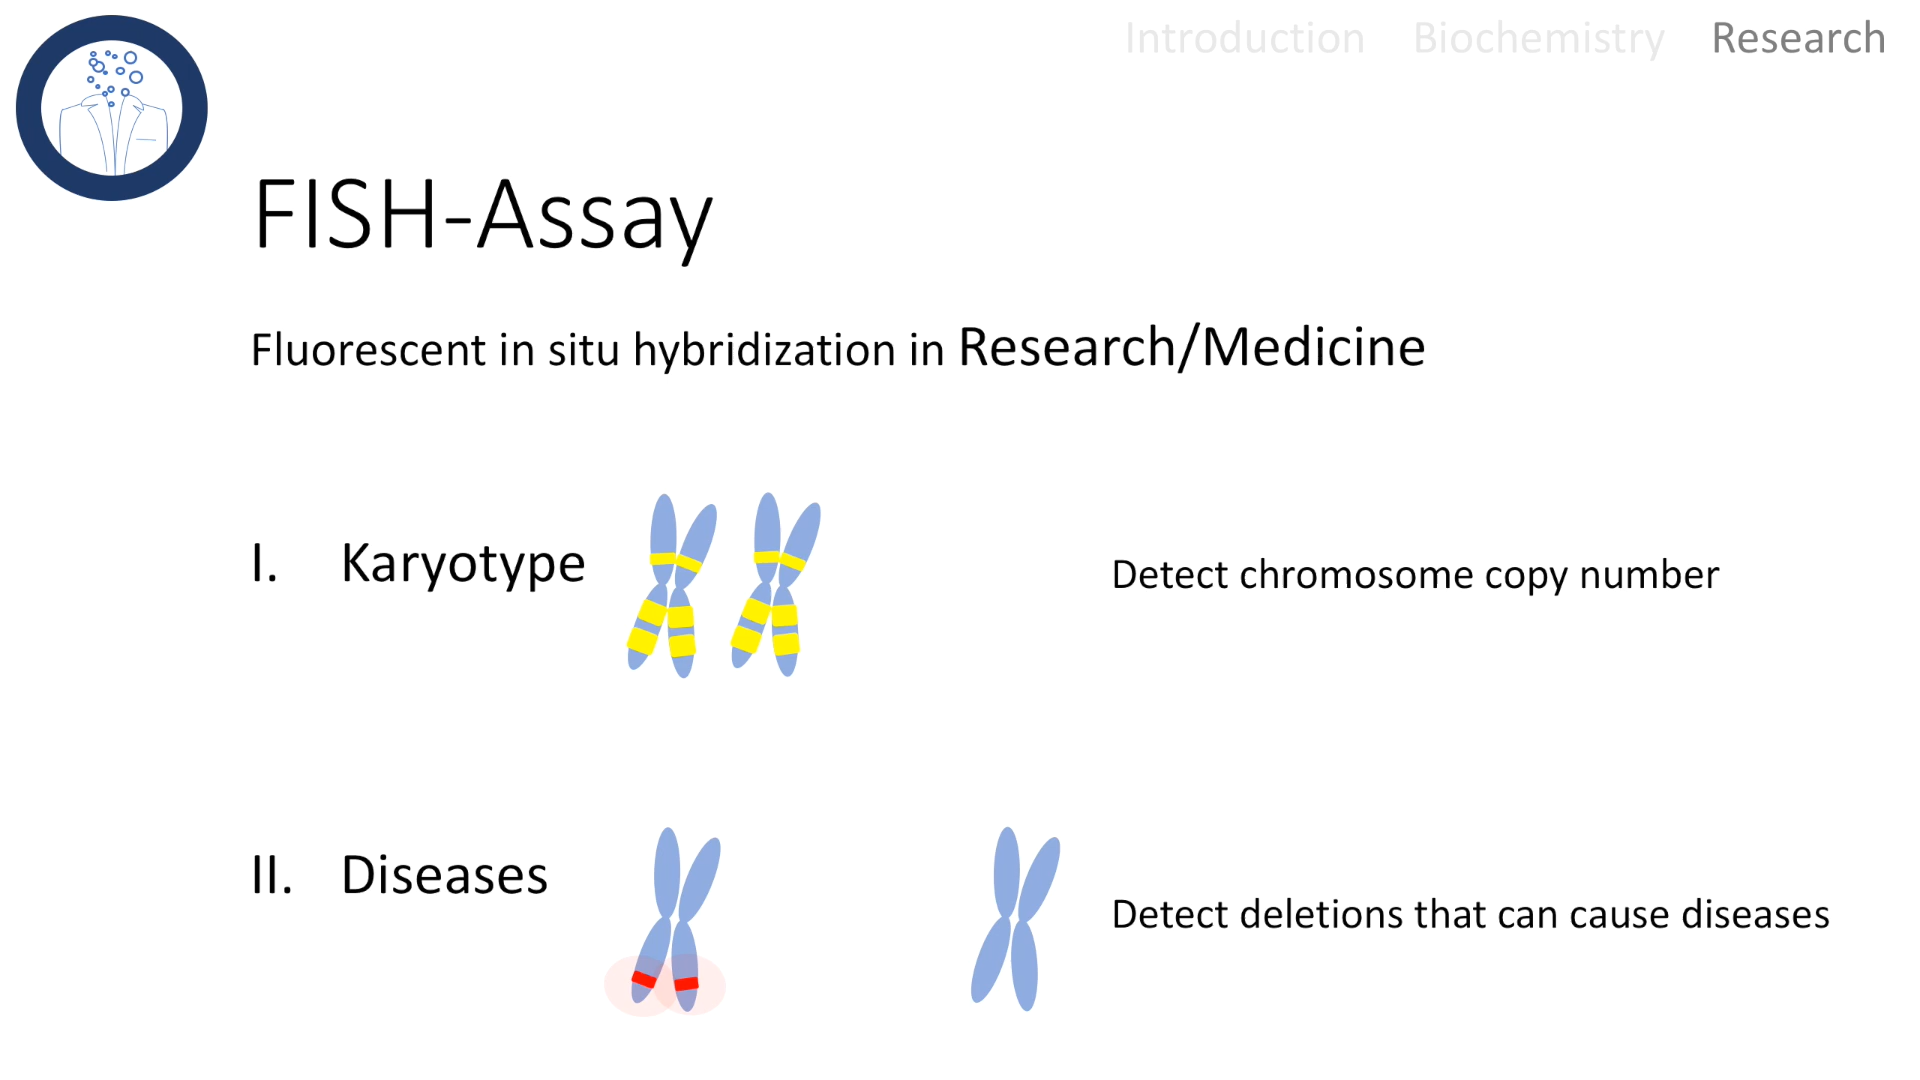 Introduction Biochemistry Research
FISH-Assay
Fluorescent in situ hybridization in Research/Medicine
I. Karyotype
Detect chromosome copy number
II. Diseases
Detect deletions that can cause diseases